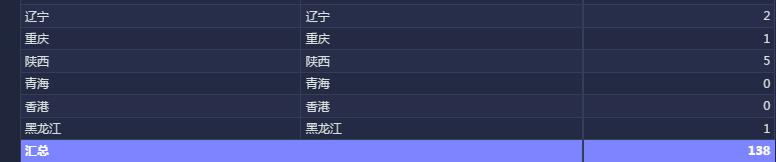 辽宁 辽宁 2
重庆 重庆 1
陕西 陕西 5
青海 青海 0
香港 香港 0
黑龙江 黑龙江 1
汇总 138